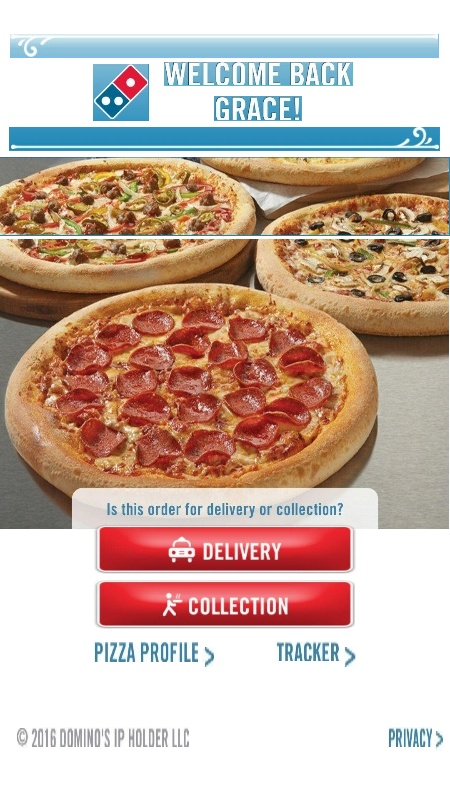 WELCOME BACK
GRACE!
Is this order for delivery or collection?
DELIVERY
COLLECTION
PIZZA PROFILE >
TRACKER >
© 2016 DOMINO'S IP HOLDER LLC
PRIVACY >